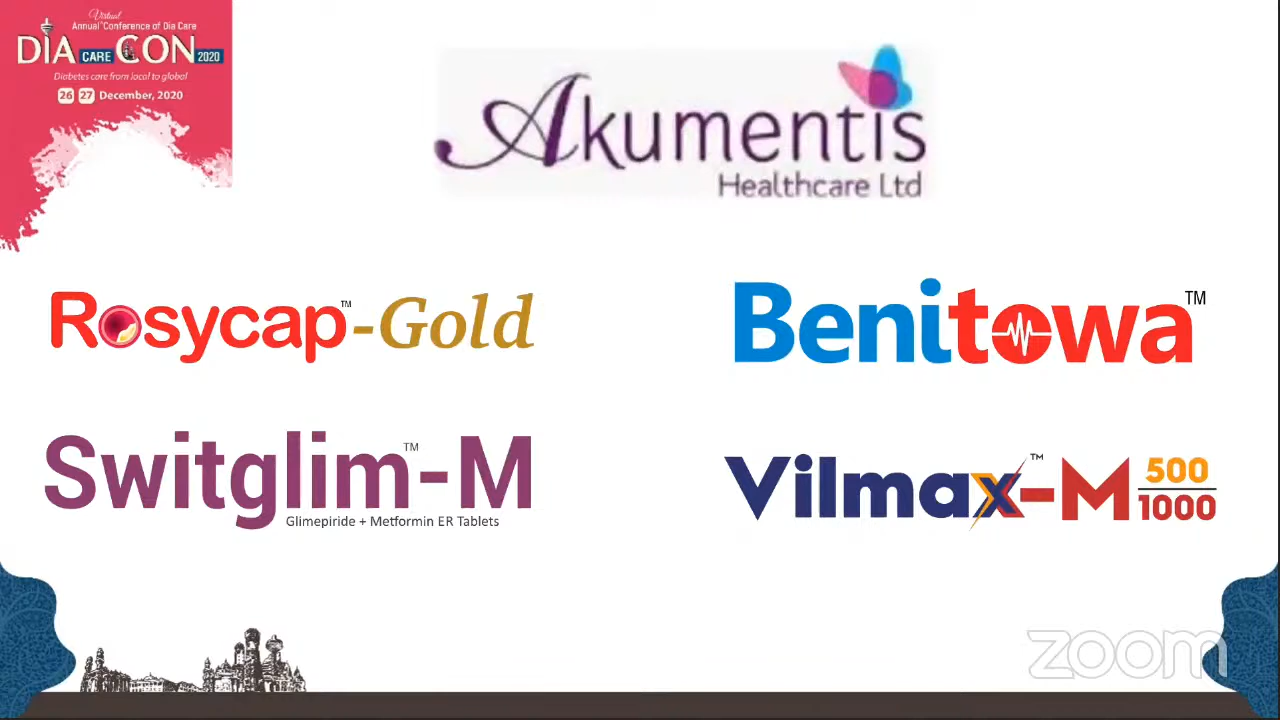 Virtual
Annual Conference of Dia Care
DIA CARE CON 2020
Diabetes care from local to global
26 27 December, 2020
Akumentis
Healthcare Ltd
Rosycap™-Gold
Benitowa™
Switglim™-M
Glimepiride + Metformin ER Tablets
Vilmax™-M 500/1000
zoom